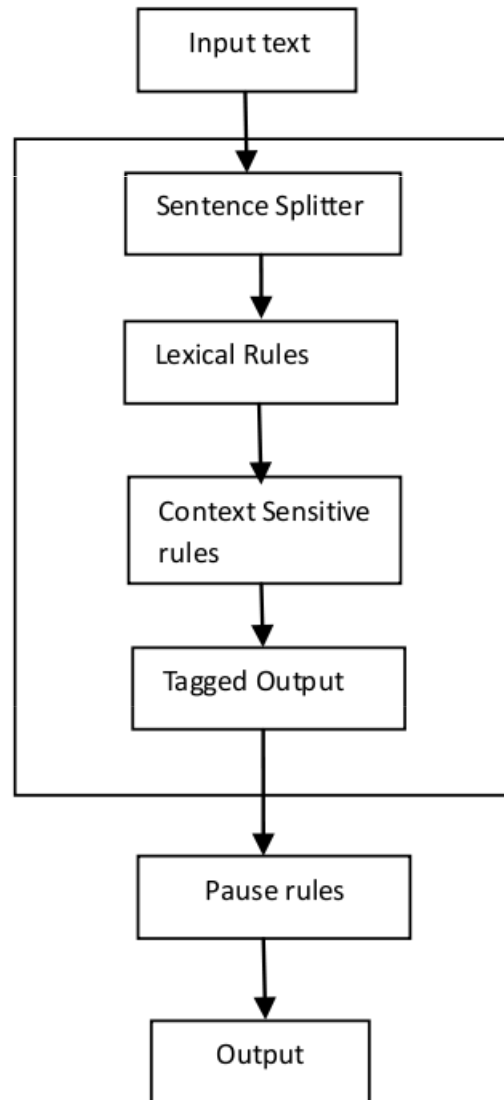 Input text
Sentence Splitter
Lexical Rules
Context Sensitive
rules
Tagged Output
Pause rules
Output